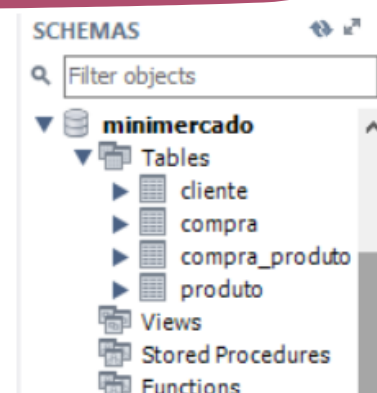 SCHEMAS
Filter objects
minimercado
Tables
cliente
compra
compra_produto
produto
Views
Stored Procedures
Functions